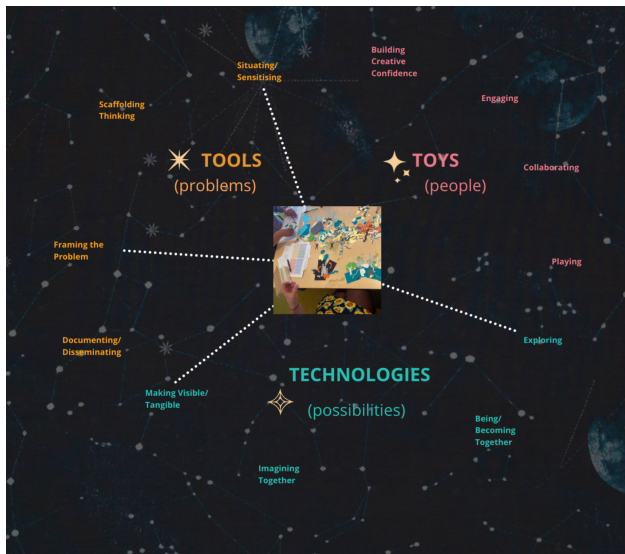 Building
Creative
Confidence
Situating/
Sensitising
Engaging
Scaffolding
Thinking
TOOLS
(problems)
TOYS
(people)
Collaborating
Framing the
Problem
Playing
Documenting/
Disseminating
Exploring
TECHNOLOGIES
(possibilities)
Making Visible/
Tangible
Being/
Becoming
Together
Imagining
Together